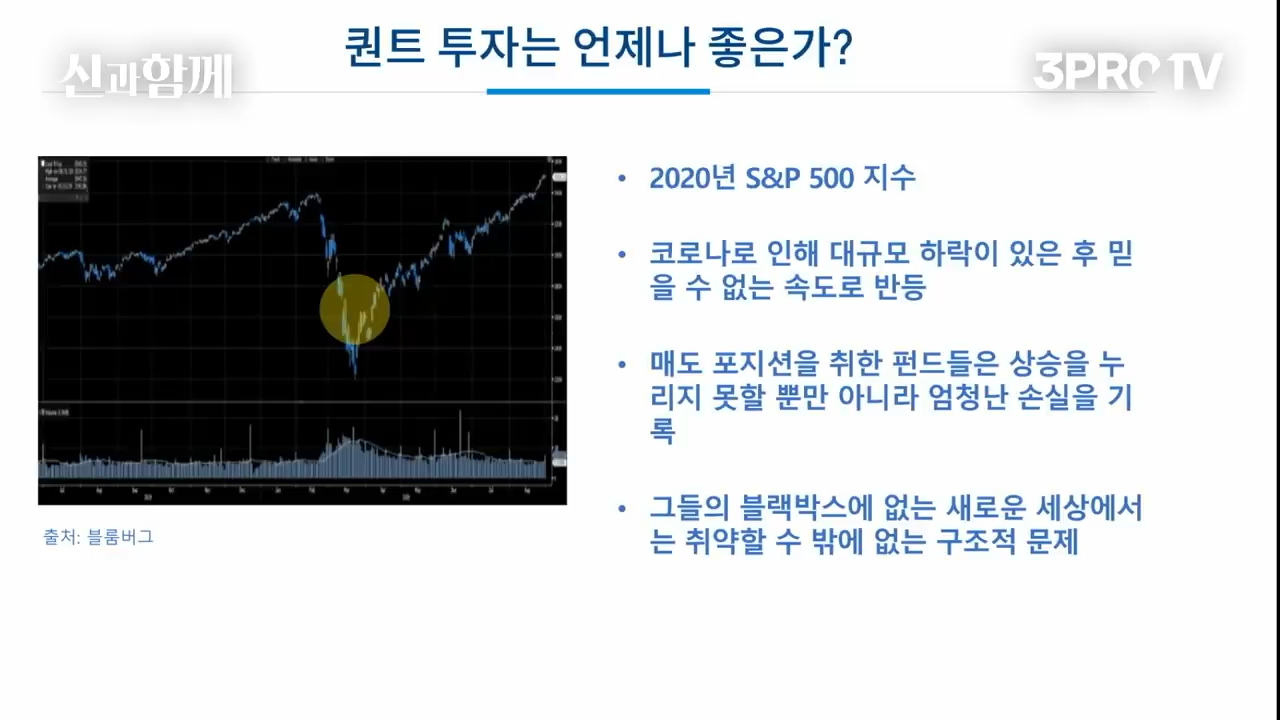 퀀트 투자는 언제나 좋은가?
신과함께
3PROTV
• 2020년 S&P 500 지수
• 코로나로 인해 대규모 하락이 있은 후 믿
을 수 없는 속도로 반등
• 매도 포지션을 취한 펀드들은 상승을 누
리지 못할 뿐만 아니라 엄청난 손실을 기
록
• 그들의 블랙박스에 없는 새로운 세상에서
는 취약할 수 밖에 없는 구조적 문제
출처: 블룸버그